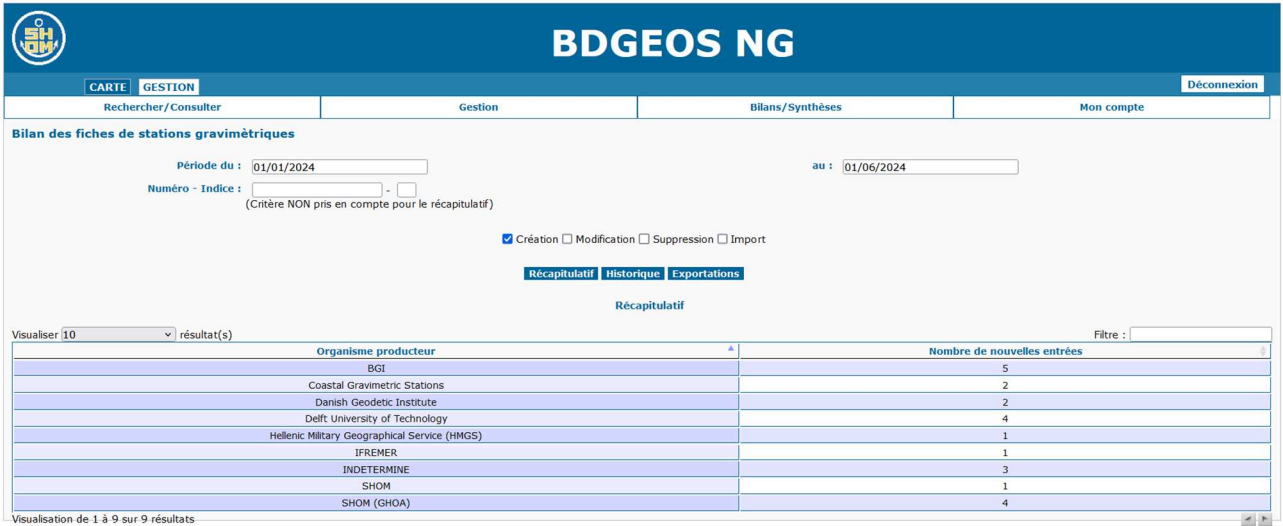 SHOM
BDGEOS NG
CARTE GESTION Déconnexion
Rechercher/Consulter Gestion Bilans/Synthèses Mon compte
Bilan des fiches de stations gravimètriques
Période du : 01/01/2024 au : 01/06/2024
Numéro - Indice : -
(Critère NON pris en compte pour le récapitulatif)
Création Modification Suppression Import
Récapitulatif Historique Exportations
Récapitulatif
Visualiser 10 résultat(s) Filtre :
Organisme producteur Nombre de nouvelles entrées
BGI 5
Coastal Gravimetric Stations 2
Danish Geodetic Institute 2
Delft University of Technology 4
Hellenic Military Geographical Service (HMGS) 1
IFREMER 1
INDETERMINE 3
SHOM 1
SHOM (GHOA) 4
Visualisation de 1 à 9 sur 9 résultats